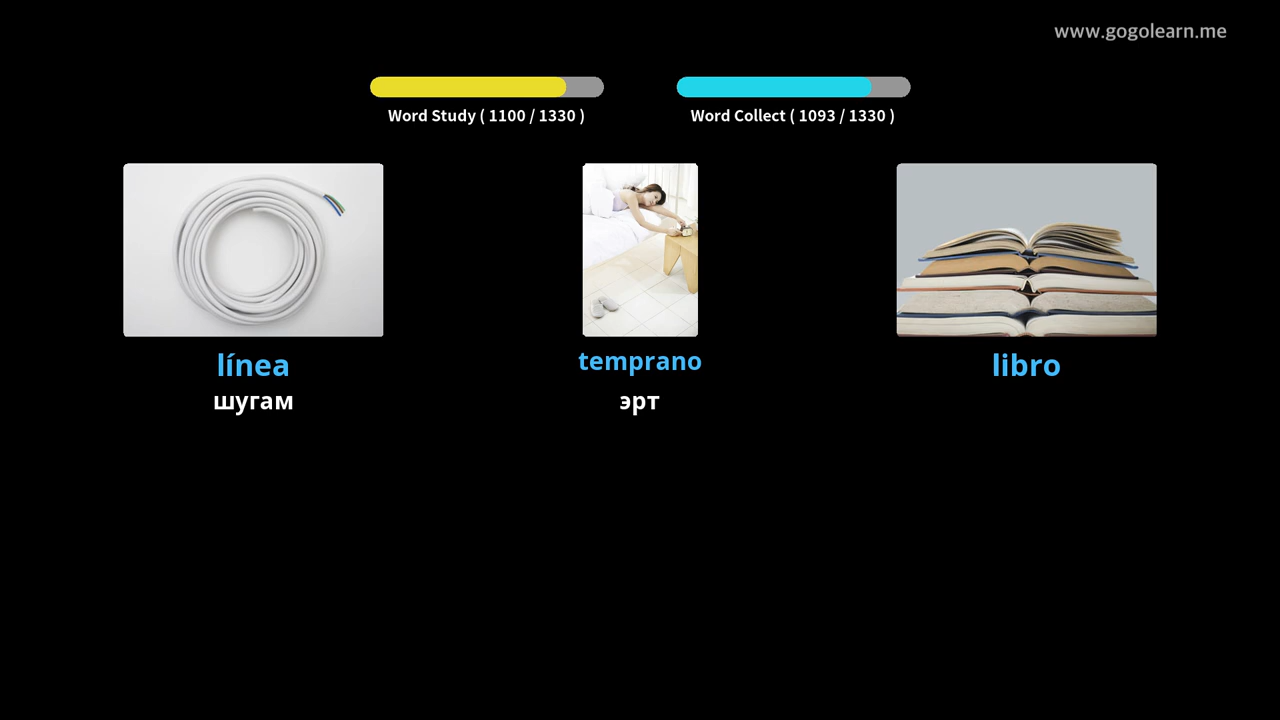 www.gogolearn.me
Word Study ( 1100 / 1330 )
Word Collect ( 1093 / 1330 )
línea
temprano
libro
шугам
эрт